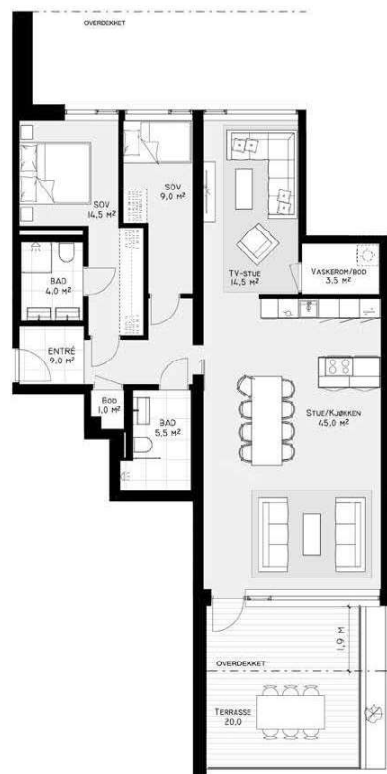 OVERDEKKET
SOV
14,5 M²
SOV
9,0 M²
TV-STUE
14,5 M²
VASKEROM/BOD
3,5 M²
BAD
4,0 M²
ENTRÉ
9,0 M²
BOD
1,0 M²
BAD
5,5 M²
STUE/KJØKKEN
45,0 M²
1,9 M
OVERDEKKET
TERRASSE
20,0